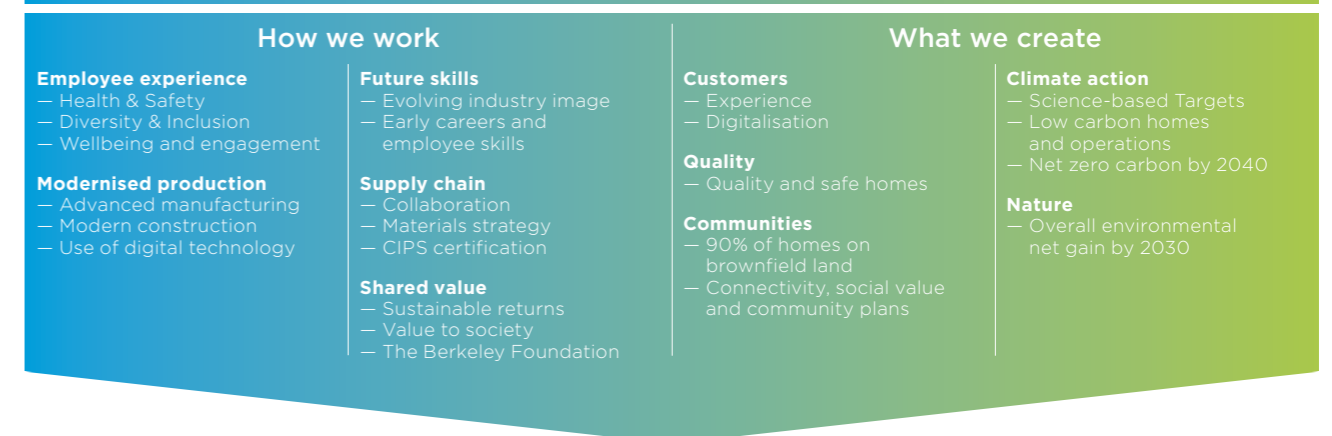 How we work
Employee experience
— Health & Safety
— Diversity & Inclusion
— Wellbeing and engagement
Modernised production
— Advanced manufacturing
— Modern construction
— Use of digital technology
Future skills
— Evolving industry image
— Early careers and
employee skills
Supply chain
— Collaboration
— Materials strategy
— CIPS certification
Shared value
— Sustainable returns
— Value to society
— The Berkeley Foundation
What we create
Customers
— Experience
— Digitalisation
Quality
— Quality and safe homes
Communities
— 90% of homes on
brownfield land
— Connectivity, social value
and community plans
Climate action
— Science-based Targets
— Low carbon homes
and operations
— Net zero carbon by 2040
Nature
— Overall environmental
net gain by 2030